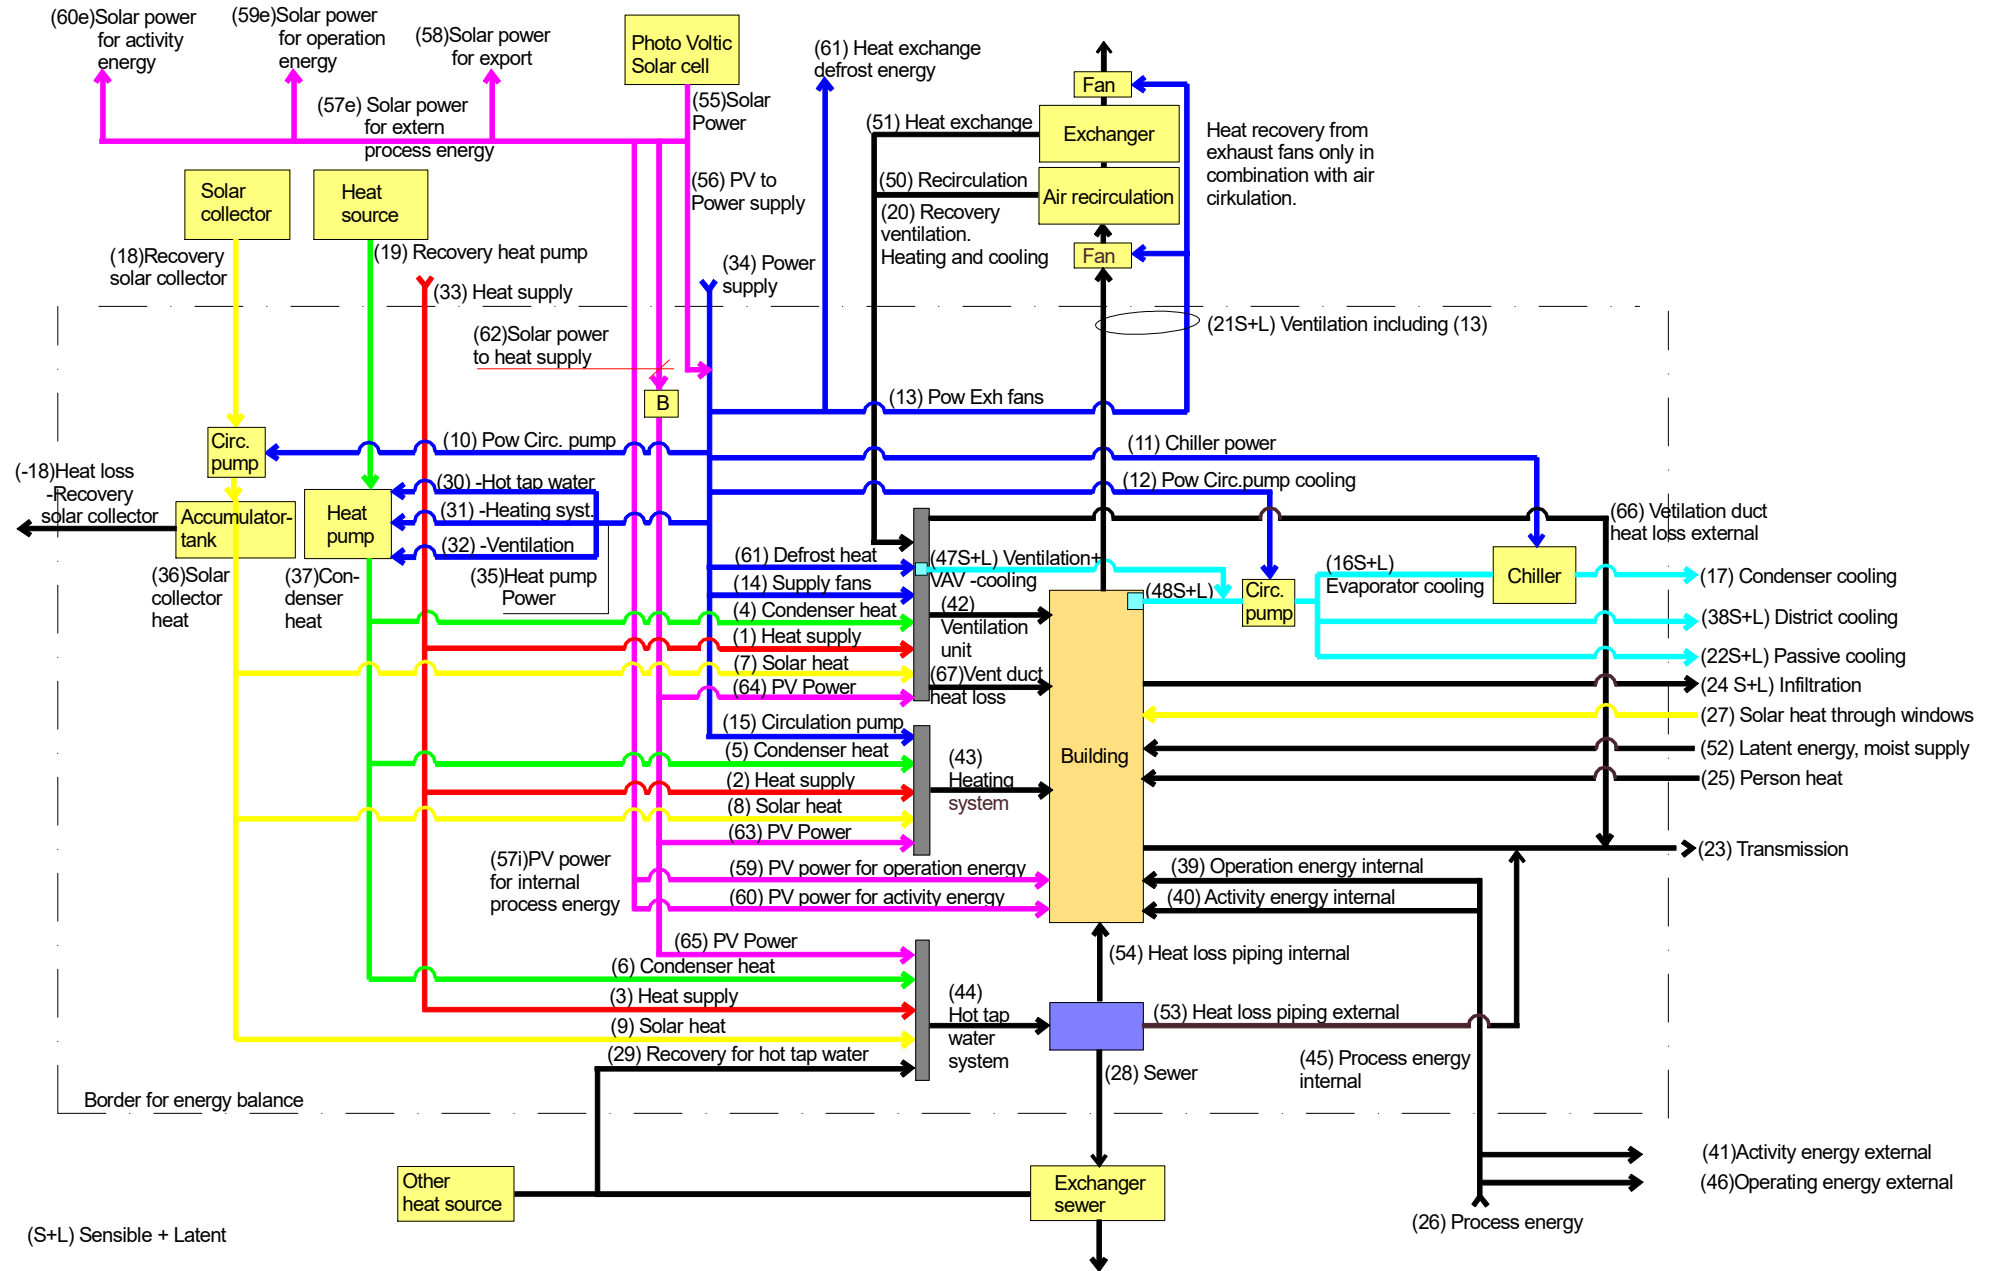 (60e)Solar power
for activity
energy
(59e)Solar power
for operation
energy
(58)Solar power
for export
(57e) Solar power
for extern
process energy
Photo Voltic
Solar cell
(55)Solar
Power
(56) PV to
Power supply
(61) Heat exchange
defrost energy
Fan
(51) Heat exchange
Exchanger
(50) Recirculation
Air recirculation
(20) Recovery
ventilation.
Heating and cooling
Fan
Heat recovery from
exhaust fans only in
combination with air
cirkulation.
Solar
collector
Heat
source
(18)Recovery
solar collector
(19) Recovery heat pump
(33) Heat supply
(34) Power
supply
(62)Solar power
to heat supply
(21S+L) Ventilation including (13)
B
(13) Pow Exh fans
Circ.
pump
(10) Pow Circ. pump
(11) Chiller power
(12) Pow Circ.pump cooling
(-18)Heat loss
-Recovery
solar collector
Accumulator-
tank
Heat
pump
(30) -Hot tap water
(31) -Heating syst.
(32) -Ventilation
(35)Heat pump
Power
(36)Solar
collector
heat
(37)Con-
denser
heat
(61) Defrost heat
(14) Supply fans
(4) Condenser heat
(1) Heat supply
(7) Solar heat
(64) PV Power
(47S+L) Ventilation+
VAV -cooling
(42)
Ventilation
unit
(67)Vent duct
heat loss
(48S+L)
Circ.
pump
(16S+L)
Evaporator cooling
Chiller
(66) Vetilation duct
heat loss external
(17) Condenser cooling
(38S+L) District cooling
(22S+L) Passive cooling
(24 S+L) Infiltration
(27) Solar heat through windows
(52) Latent energy, moist supply
(25) Person heat
(15) Circulation pump
(5) Condenser heat
(2) Heat supply
(8) Solar heat
(63) PV Power
(43)
Heating
system
Building
(57i)PV power
for internal
process energy
(59) PV power for operation energy
(60) PV power for activity energy
(23) Transmission
(39) Operation energy internal
(40) Activity energy internal
(65) PV Power
(6) Condenser heat
(3) Heat supply
(9) Solar heat
(29) Recovery for hot tap water
(44)
Hot tap
water
system
(54) Heat loss piping internal
(53) Heat loss piping external
(28) Sewer
(45) Process energy
internal
Border for energy balance
Other
heat source
Exchanger
sewer
(41)Activity energy external
(46)Operating energy external
(26) Process energy
(S+L) Sensible + Latent